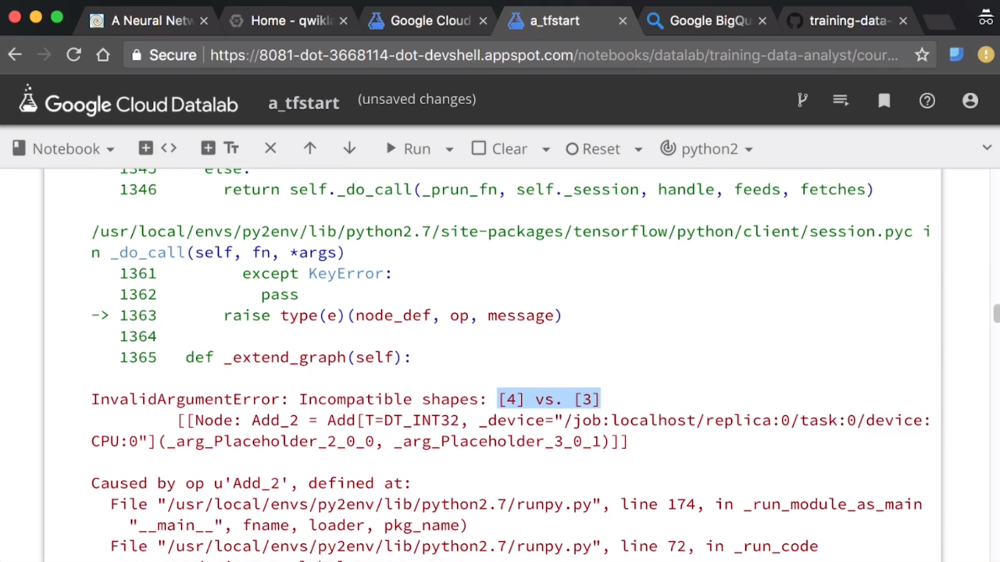 A Neural Netw
Home - qwikla
Google Cloud
a_tfstart
Google BigQu
training-data-
Secure https://8081-dot-3668114-dot-devshell.appspot.com/notebooks/datalab/training-data-analyst/cour...
Google Cloud Datalab a_tfstart (unsaved changes)
Notebook Run Clear Reset python2
1345 else:
1346 return self._do_call(_prun_fn, self._session, handle, feeds, fetches)
/usr/local/envs/py2env/lib/python2.7/site-packages/tensorflow/python/client/session.pyc i
n _do_call(self, fn, *args)
1361 except KeyError:
1362 pass
-> 1363 raise type(e)(node_def, op, message)
1364
1365 def _extend_graph(self):
InvalidArgumentError: Incompatible shapes: [4] vs. [3]
[[Node: Add_2 = Add[T=DT_INT32, _device="/job:localhost/replica:0/task:0/device:
CPU:0"](_arg_Placeholder_2_0_0, _arg_Placeholder_3_0_1)]]
Caused by op u'Add_2', defined at:
File "/usr/local/envs/py2env/lib/python2.7/runpy.py", line 174, in _run_module_as_main
"__main__", fname, loader, pkg_name)
File "/usr/local/envs/py2env/lib/python2.7/runpy.py", line 72, in _run_code